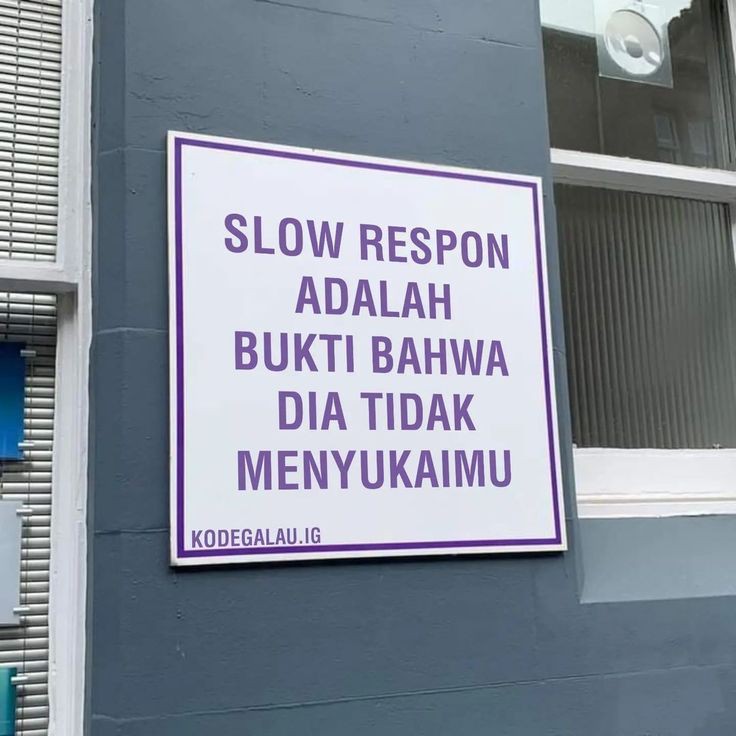 SLOW RESPON
ADALAH
BUKTI BAHWA
DIA TIDAK
MENYUKAIMU
KODEGALAU.IG